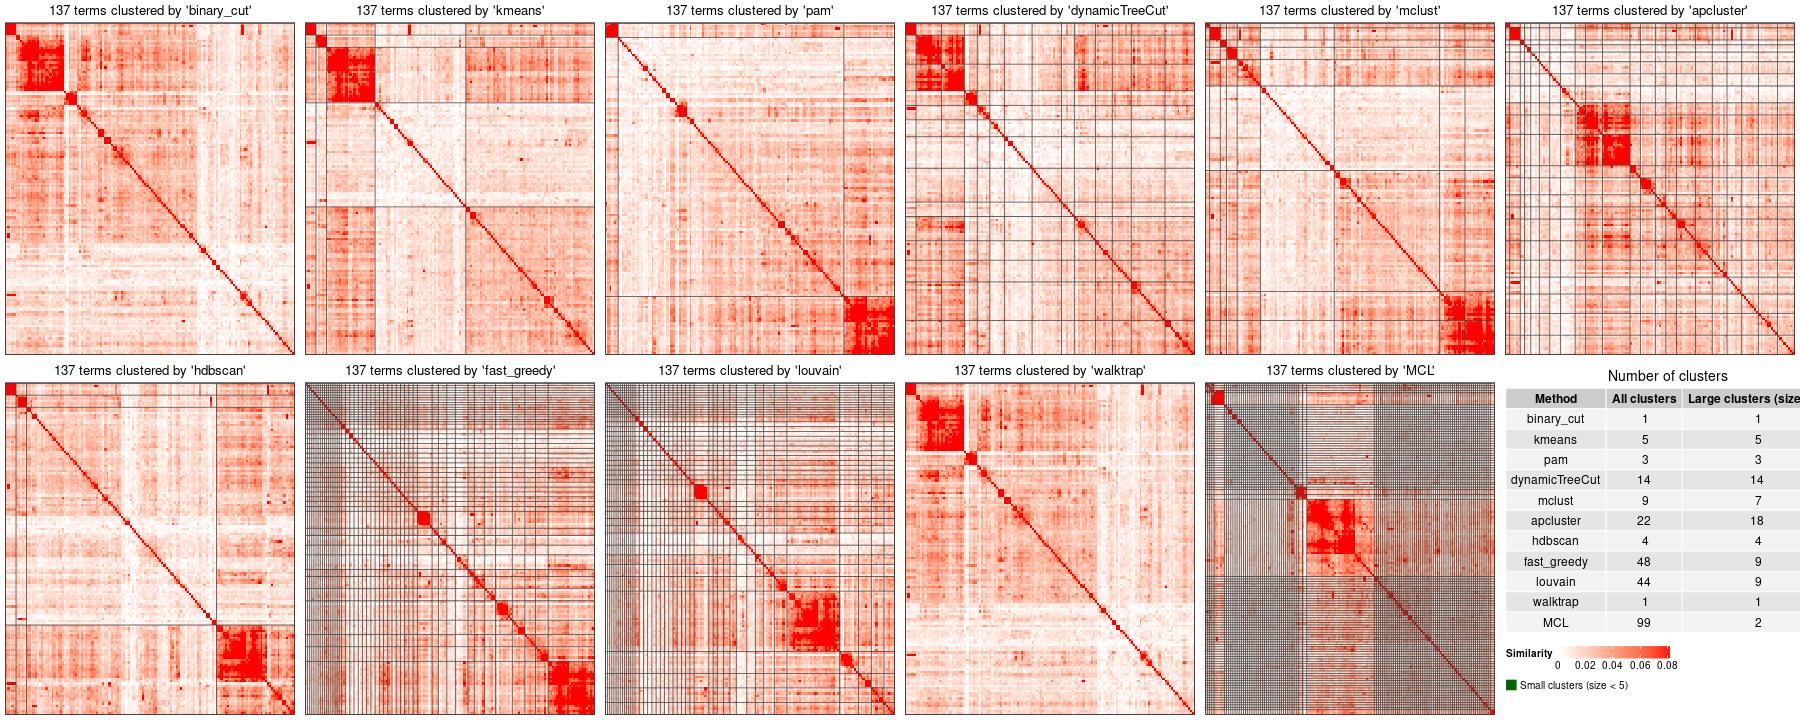 137 terms clustered by 'binary_cut'
137 terms clustered by 'kmeans'
137 terms clustered by 'pam'
137 terms clustered by 'dynamicTreeCut'
137 terms clustered by 'mclust'
137 terms clustered by 'apcluster'
137 terms clustered by 'hdbscan'
137 terms clustered by 'fast_greedy'
137 terms clustered by 'louvain'
137 terms clustered by 'walktrap'
137 terms clustered by 'MCL'
Number of clusters
Method All clusters Large clusters (size
binary_cut 1 1
kmeans 5 5
pam 3 3
dynamicTreeCut 14 14
mclust 9 7
apcluster 22 18
hdbscan 4 4
fast_greedy 48 9
louvain 44 9
walktrap 1 1
MCL 99 2
Similarity
0 0.02 0.04 0.06 0.08
Small clusters (size < 5)